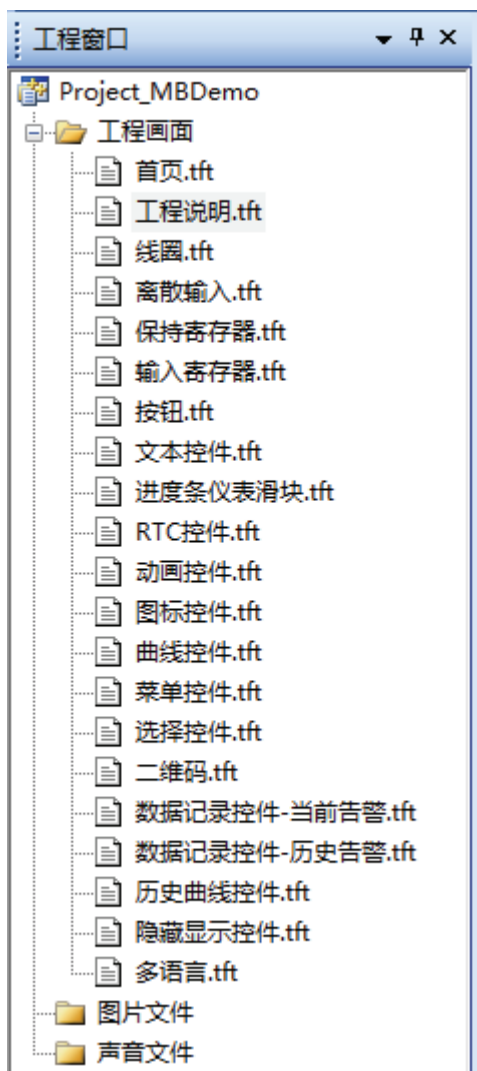 工程窗口
Project_MBDemo
工程画面
首页.tft
工程说明.tft
线圈.tft
离散输入.tft
保持寄存器.tft
输入寄存器.tft
按钮.tft
文本控件.tft
进度条仪表滑块.tft
RTC控件.tft
动画控件.tft
图标控件.tft
曲线控件.tft
菜单控件.tft
选择控件.tft
二维码.tft
数据记录控件-当前告警.tft
数据记录控件-历史告警.tft
历史曲线控件.tft
隐藏显示控件.tft
多语言.tft
图片文件
声音文件